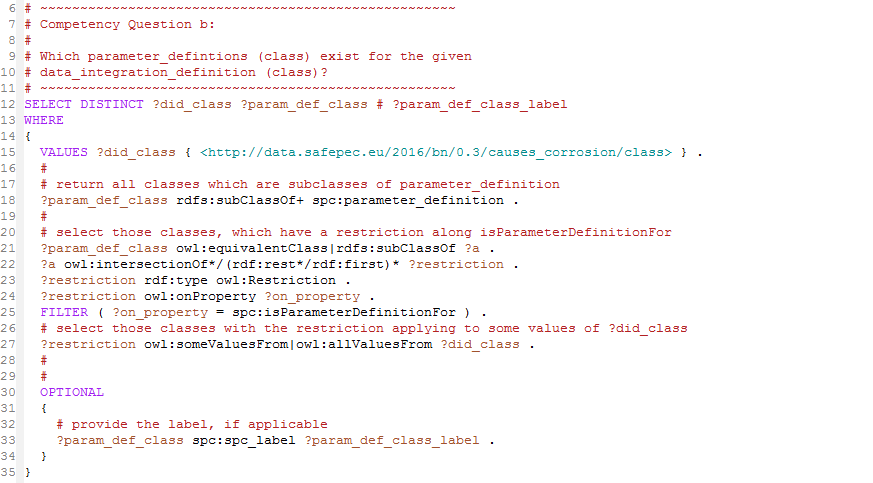 6 # ~~~~~~~~~~~~~~~~~~~~~~~~~~~~~~~~~~~~~~~~~~~~~~~~~~~~
7 # Competency Question b:
8 #
9 # Which parameter_defintions (class) exist for the given
10 # data_integration_definition (class)?
11 # ~~~~~~~~~~~~~~~~~~~~~~~~~~~~~~~~~~~~~~~~~~~~~~~~~~~~
12 SELECT DISTINCT ?did_class ?param_def_class # ?param_def_class_label
13 WHERE
14 {
15   VALUES ?did_class { <http://data.safepec.eu/2016/bn/0.3/causes_corrosion/class> } .
16   #
17   # return all classes which are subclasses of parameter_definition
18   ?param_def_class rdfs:subClassOf+ spc:parameter_definition .
19   #
20   # select those classes, which have a restriction along isParameterDefinitionFor
21   ?param_def_class owl:equivalentClass|rdfs:subClassOf ?a .
22   ?a owl:intersectionOf*/(rdf:rest*/rdf:first)* ?restriction .
23   ?restriction rdf:type owl:Restriction .
24   ?restriction owl:onProperty ?on_property .
25   FILTER ( ?on_property = spc:isParameterDefinitionFor ) .
26   # select those classes with the restriction applying to some values of ?did_class
27   ?restriction owl:someValuesFrom|owl:allValuesFrom ?did_class .
28   #
29   #
30   OPTIONAL
31   {
32     # provide the label, if applicable
33     ?param_def_class spc:spc_label ?param_def_class_label .
34   }
35 }